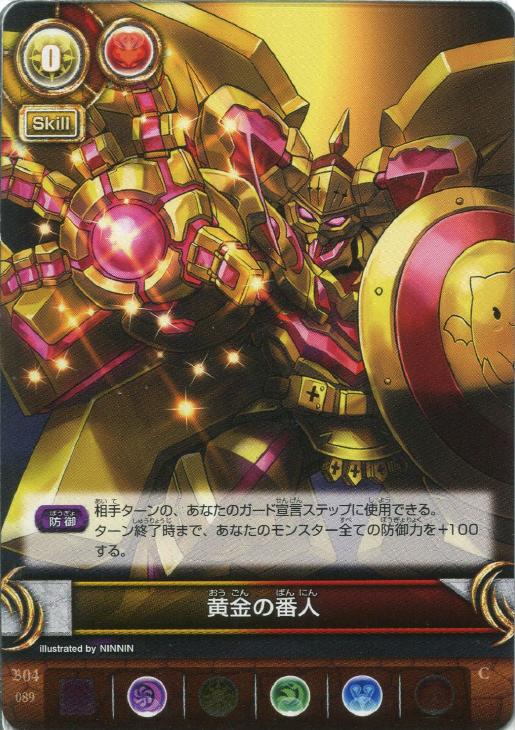 0
Skill
防御
相手ターンの、あなたのガード宣言ステップに使用できる。
ターン終了時まで、あなたのモンスター全ての防御力を+100
する。
黄金の番人
illustrated by NINNIN
B04
089
C